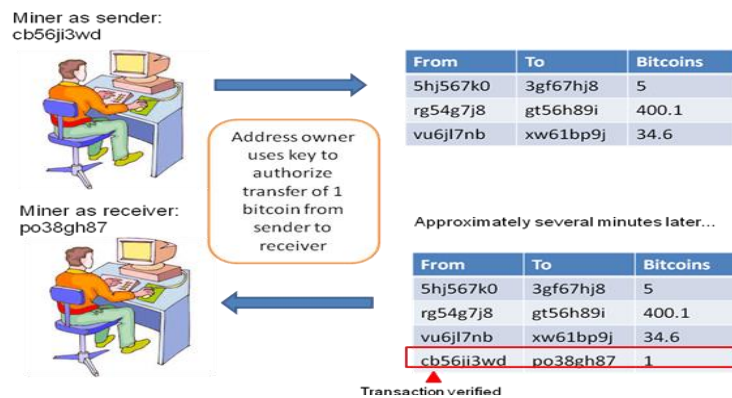 Miner as sender:
cb56ji3wd
From To Bitcoins
5hj567k0 3gf67hj8 5
rg54g7j8 gt56h89i 400.1
vu6jl7nb xw61bp9j 34.6
Address owner
uses key to
authorize
transfer of 1
bitcoin from
sender to
receiver
Miner as receiver:
po38gh87
Approximately several minutes later...
From To Bitcoins
5hj567k0 3gf67hj8 5
rg54g7j8 gt56h89i 400.1
vu6jl7nb xw61bp9j 34.6
cb56ji3wd po38gh87 1
Transaction verified